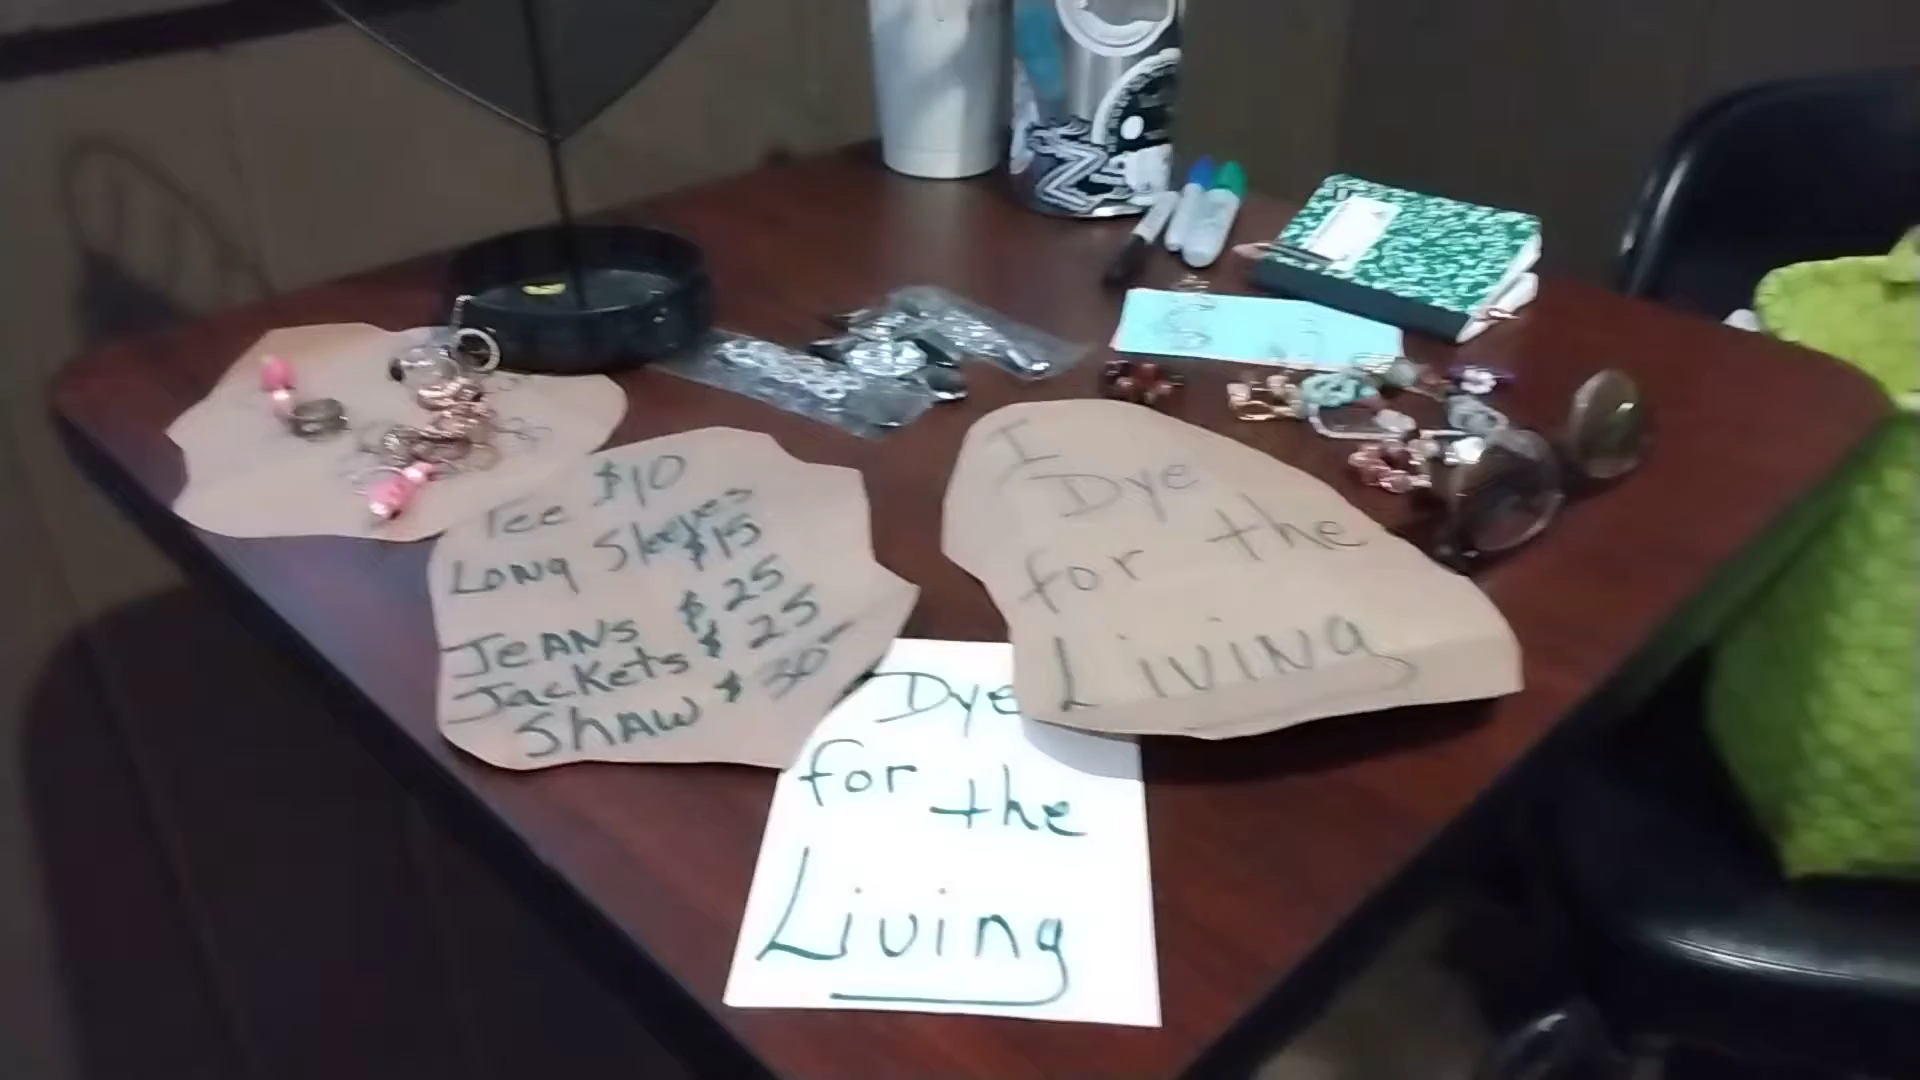 Tee $10
Long Sleeves
$15
Jeans $25
Jackets $25
Shaw $30
I
Dye
for the
Living
Dye
for the
Living